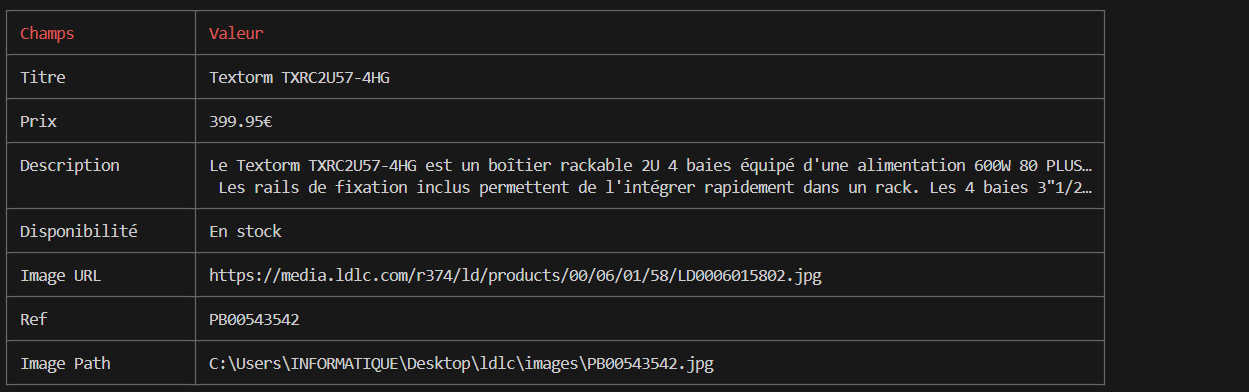 Champs Valeur
Titre Textorm TXRC2U57-4HG
Prix 399.95€
Description Le Textorm TXRC2U57-4HG est un boîtier rackable 2U 4 baies équipé d'une alimentation 600W 80 PLUS…
Les rails de fixation inclus permettent de l'intégrer rapidement dans un rack. Les 4 baies 3"1/2…
Disponibilité En stock
Image URL https://media.ldlc.com/r374/ld/products/00/06/01/58/LD0006015802.jpg
Ref PB00543542
Image Path C:\Users\INFORMATIQUE\Desktop\ldlc\images\PB00543542.jpg